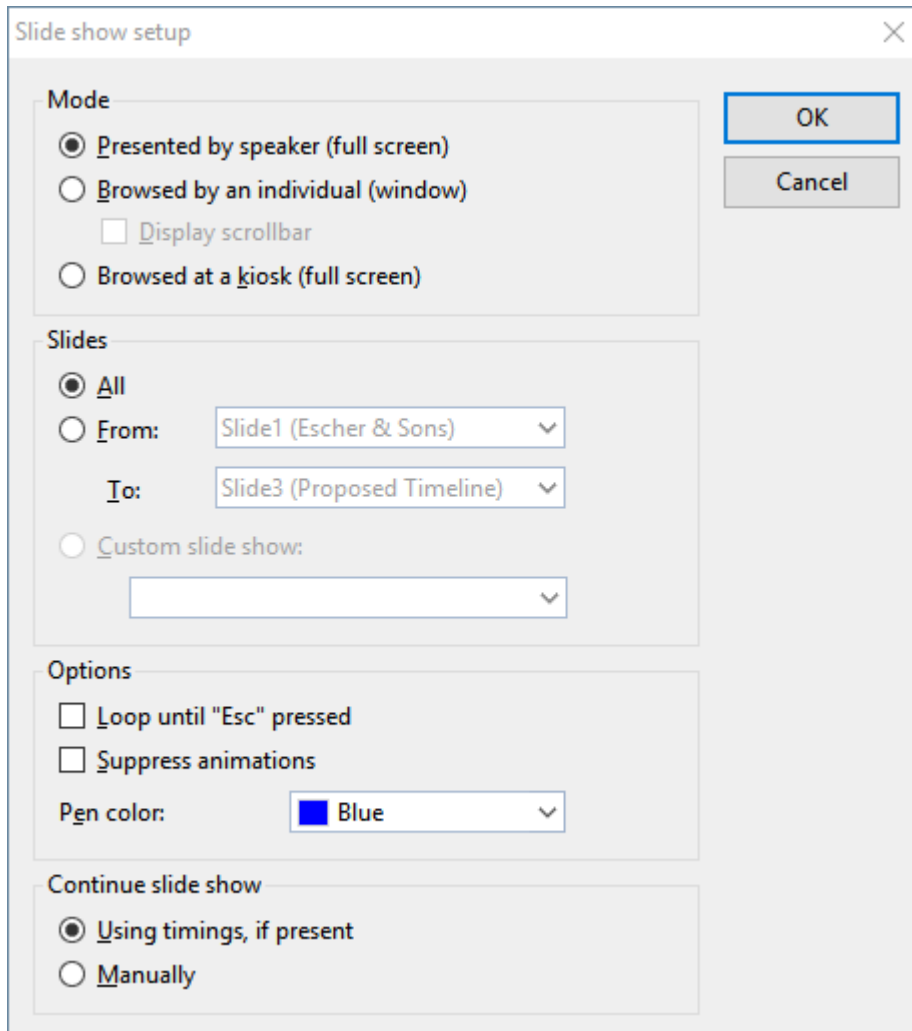 Slide show setup
Mode
OK
Presented by speaker (full screen)
Cancel
Browsed by an individual (window)
Display scrollbar
Browsed at a kiosk (full screen)
Slides
All
From: Slide1 (Escher & Sons)
To: Slide3 (Proposed Timeline)
Custom slide show:
Options
Loop until "Esc" pressed
Suppress animations
Pen color: Blue
Continue slide show
Using timings, if present
Manually